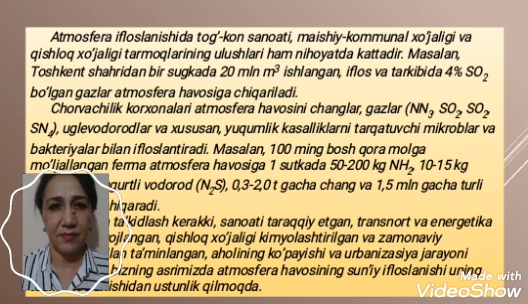 Atmosfera ifloslanishida tog'-kon sanoati, maishiy-kommunal xo'jaligi va
qishloq xo'jaligi tarmoqlarining ulushlari ham nihoyatda kattadir. Masalan,
Toshkent shahridan bir sugkada 20 mln m³ ishlangan, iflos va tarkibida 4% SO₂
bo'lgan gazlar atmosfera havosiga chiqariladi.
Chorvachilik korxonalari atmosfera havosini changlar, gazlar (NN₃ SO₂ SO₂
SN₄), uglevodorodlar va xususan, yuqumlik kasalliklarni tarqatuvchi mikroblar va
bakteriyalar bilan ifloslantiradi. Masalan, 100 ming bosh qora molga
mo'ljallangan ferma atmosfera havosiga 1 sutkada 50-200 kg NH₂, 10-15 kg
nurtli vodorod (N₂S), 0,3-2,0 t gacha chang va 1,5 mln gacha turli
hiqaradi.
ta'kidlash kerakki, sanoati taraqqiy etgan, transnort va energetika
ojlangan, qishloq xo'jaligi kimyolashtirilgan va zamonaviy
an ta'minlangan, aholining ko'payishi va urbanizasiya jarayoni
bizning asrimizda atmosfera havosining sun'iy ifloslanishi uning
ishidan ustunlik qilmoqda.
Made with
VideoShow